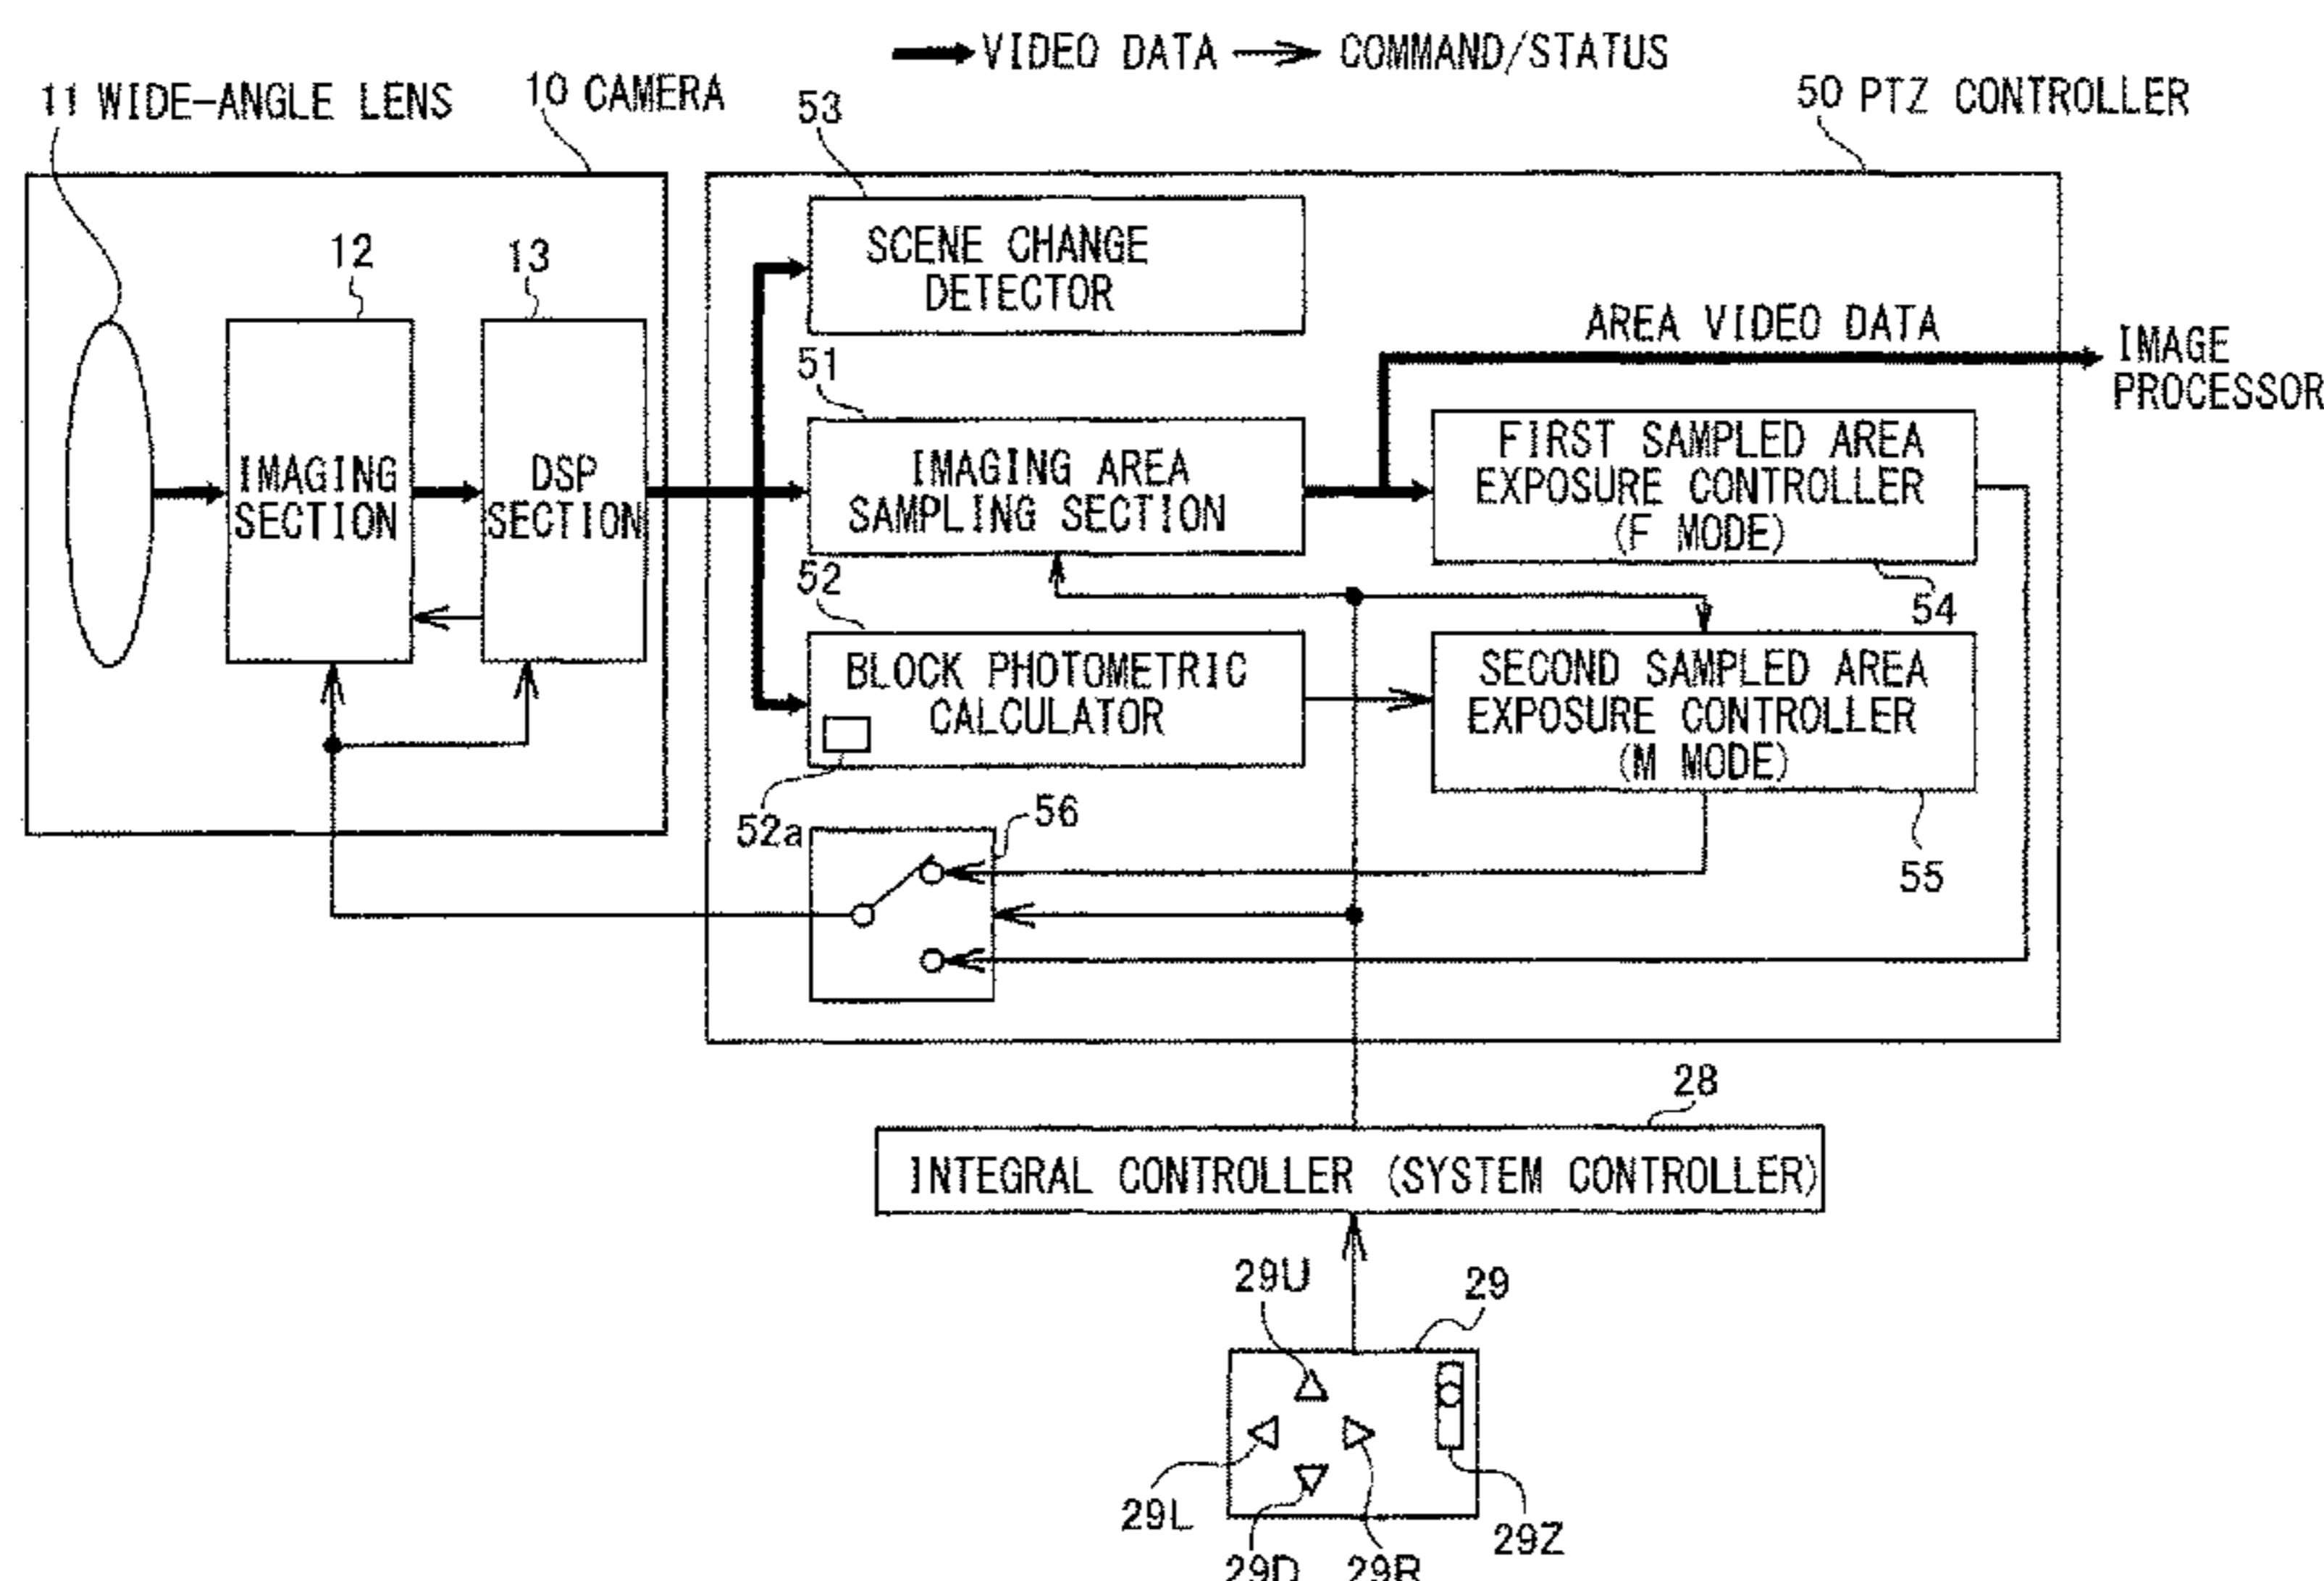 VIDEO DATA
COMMAND/STATUS
11 WIDE-ANGLE LENS
10 CAMERA
53
50 PTZ CONTROLLER
12
13
SCENE CHANGE
DETECTOR
AREA VIDEO DATA
IMAGE
PROCESSOR
51
IMAGING
SECTION
DSP
SECTION
IMAGING AREA
SAMPLING SECTION
FIRST SAMPLED AREA
EXPOSURE CONTROLLER
(F MODE)
52
54
BLOCK PHOTOMETRIC
CALCULATOR
SECOND SAMPLED AREA
EXPOSURE CONTROLLER
(M MODE)
52a
56
55
28
INTEGRAL CONTROLLER (SYSTEM CONTROLLER)
29U
29
29L
29Z
29D
29R